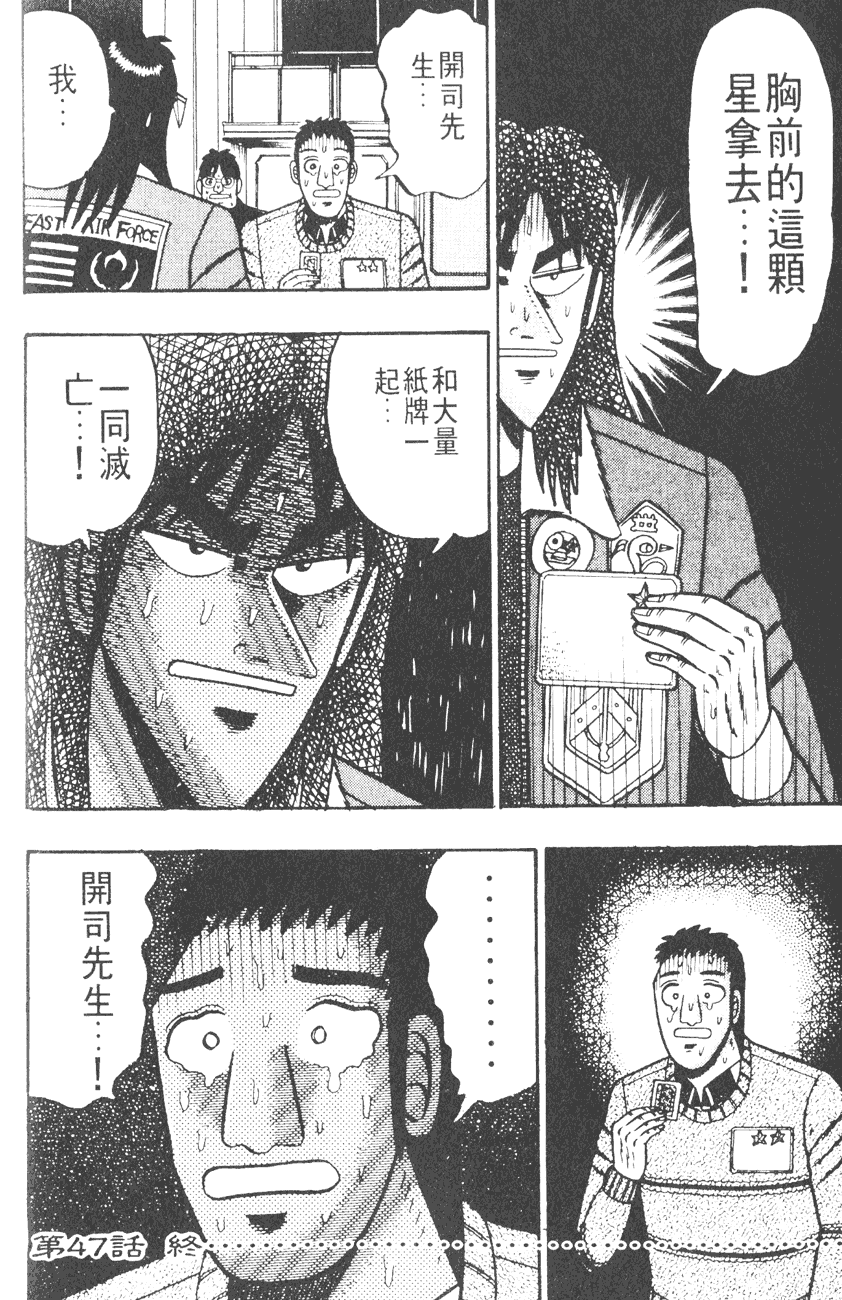 胸前的這顆
星拿去…！
開司先
生…
我…
EAST AIR FORCE
和大量
紙牌一
起…
一同滅
亡…！
………
開司先生…！
第47話 終